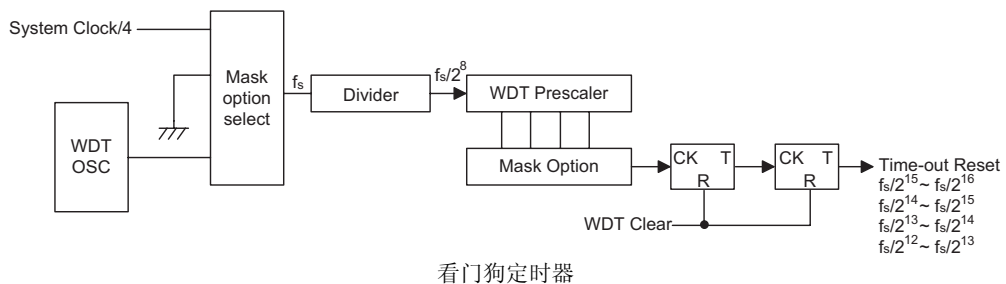 System Clock/4
WDT
OSC
Mask
option
select
fs
Divider
fs/2^8
WDT Prescaler
Mask Option
CK T
R
CK T
R
WDT Clear
Time-out Reset
fs/2^15 ~ fs/2^16
fs/2^14 ~ fs/2^15
fs/2^13 ~ fs/2^14
fs/2^12 ~ fs/2^13
看门狗定时器